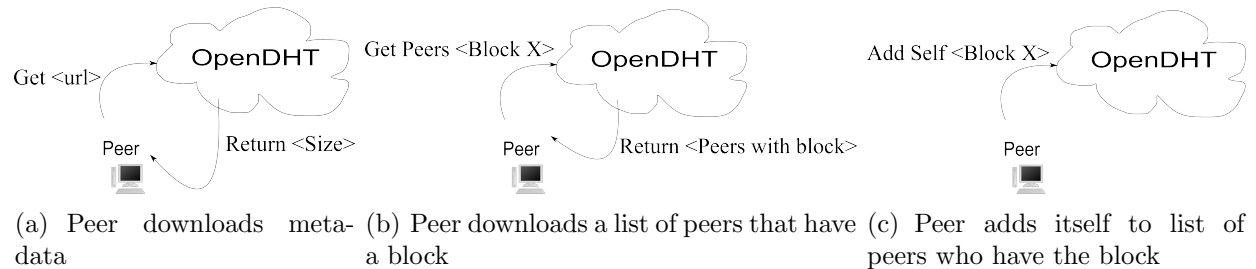 OpenDHT
Get <url>
Return <Size>
Peer
(a) Peer downloads meta-
data
OpenDHT
Get Peers <Block X>
Return <Peers with block>
Peer
(b) Peer downloads a list of peers that have
a block
OpenDHT
Add Self <Block X>
Peer
(c) Peer adds itself to list of
peers who have the block